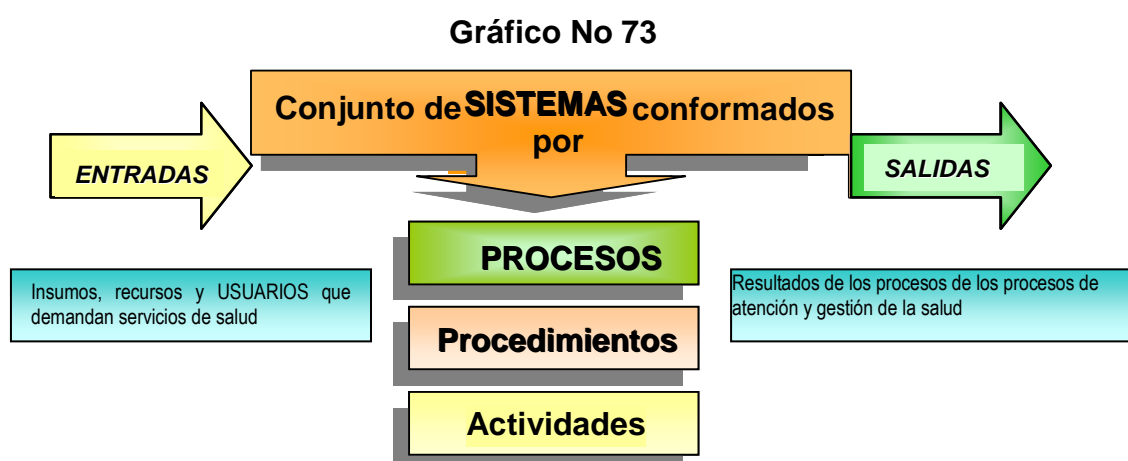 Gráfico No 73
Conjunto de SISTEMAS conformados
por
ENTRADAS
SALIDAS
PROCESOS
Insumos, recursos y USUARIOS que
demandan servicios de salud
Resultados de los procesos de los procesos de
atención y gestión de la salud
Procedimientos
Actividades